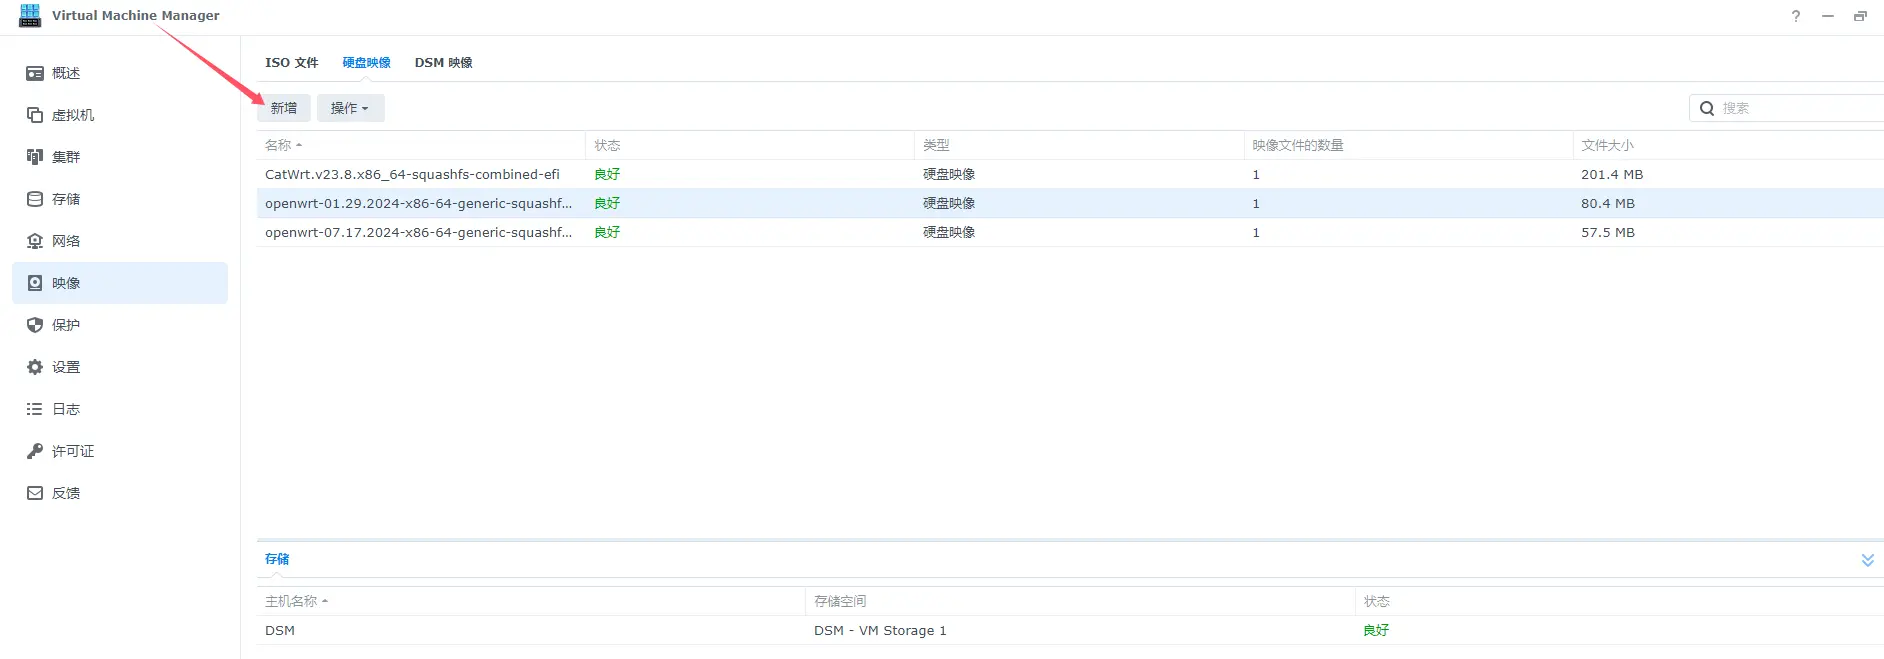 Virtual Machine Manager
概述
虚拟机
集群
存储
网络
映像
保护
设置
日志
许可证
反馈
ISO 文件 硬盘映像 DSM 映像
新增 操作 搜索
名称 状态 类型 映像文件的数量 文件大小
CatWrt.v23.8.x86_64-squashfs-combined-efi 良好 硬盘映像 1 201.4 MB
openwrt-01.29.2024-x86-64-generic-squashf... 良好 硬盘映像 1 80.4 MB
openwrt-07.17.2024-x86-64-generic-squashf... 良好 硬盘映像 1 57.5 MB
存储
主机名称 存储空间 状态
DSM DSM - VM Storage 1 良好